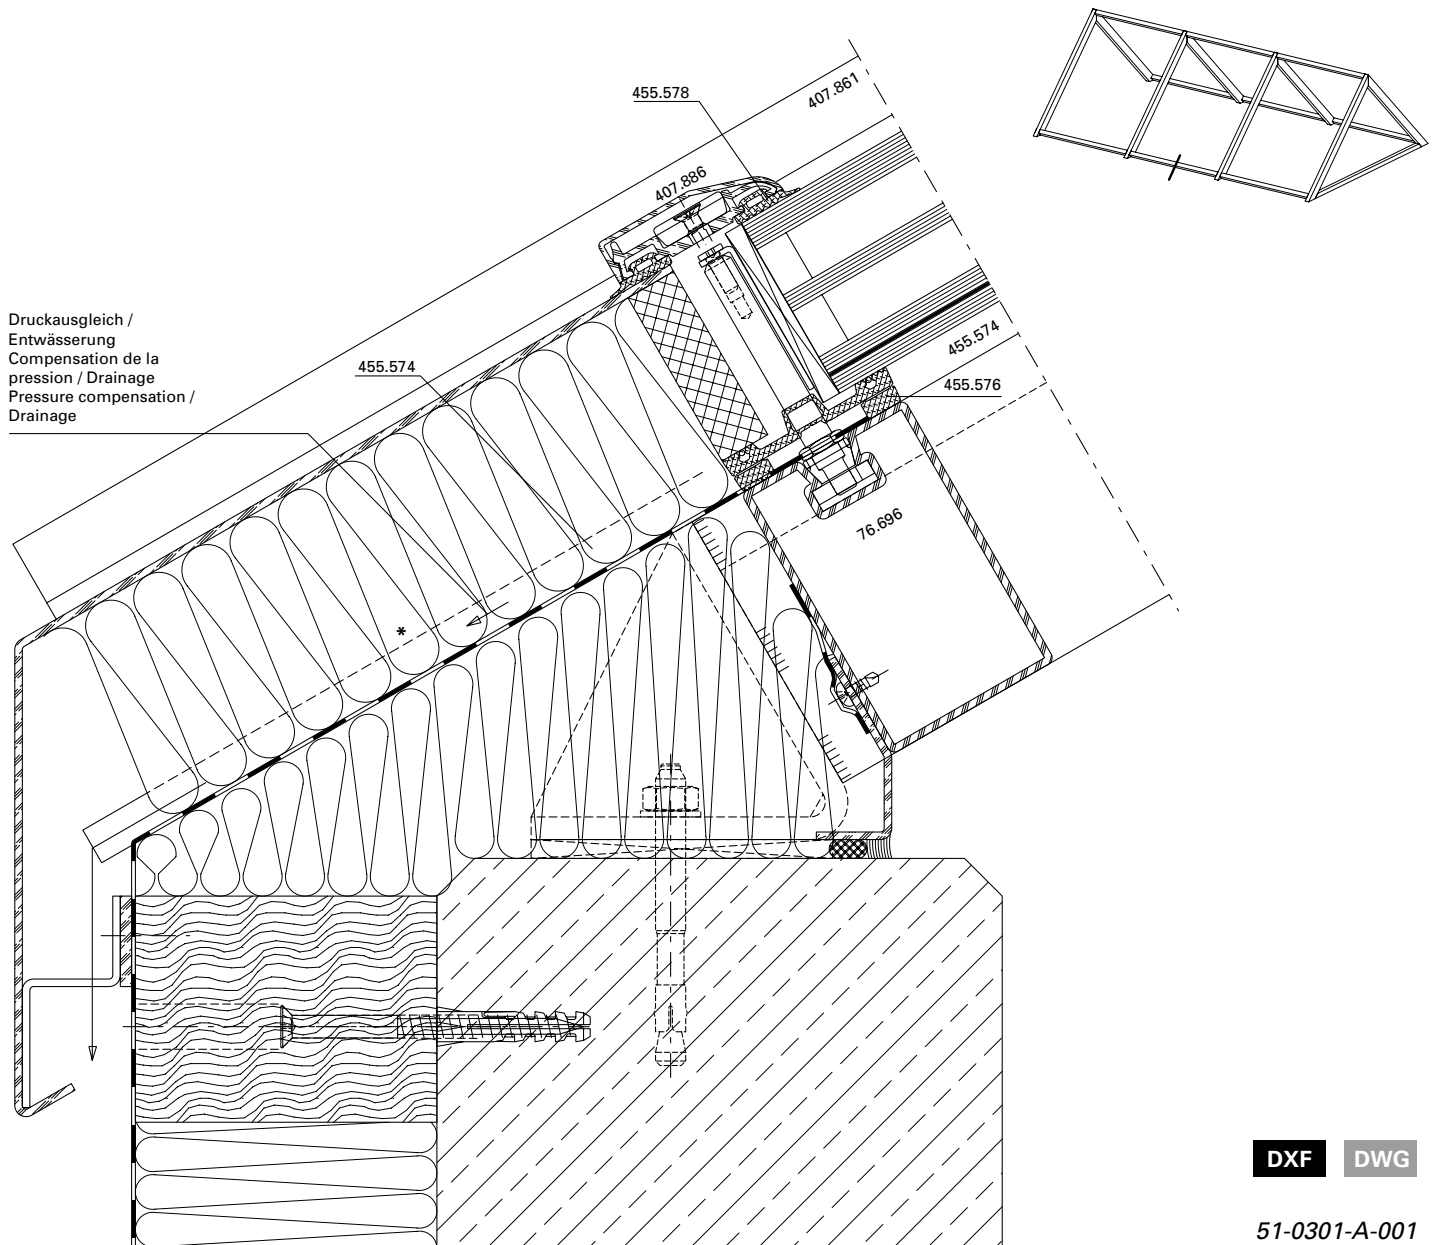 455.578
407.861
407.886
Druckausgleich /
Entwässerung
Compensation de la
pression / Drainage
Pressure compensation /
Drainage
455.574
455.574
455.576
76.696
*
DXF DWG
51-0301-A-001